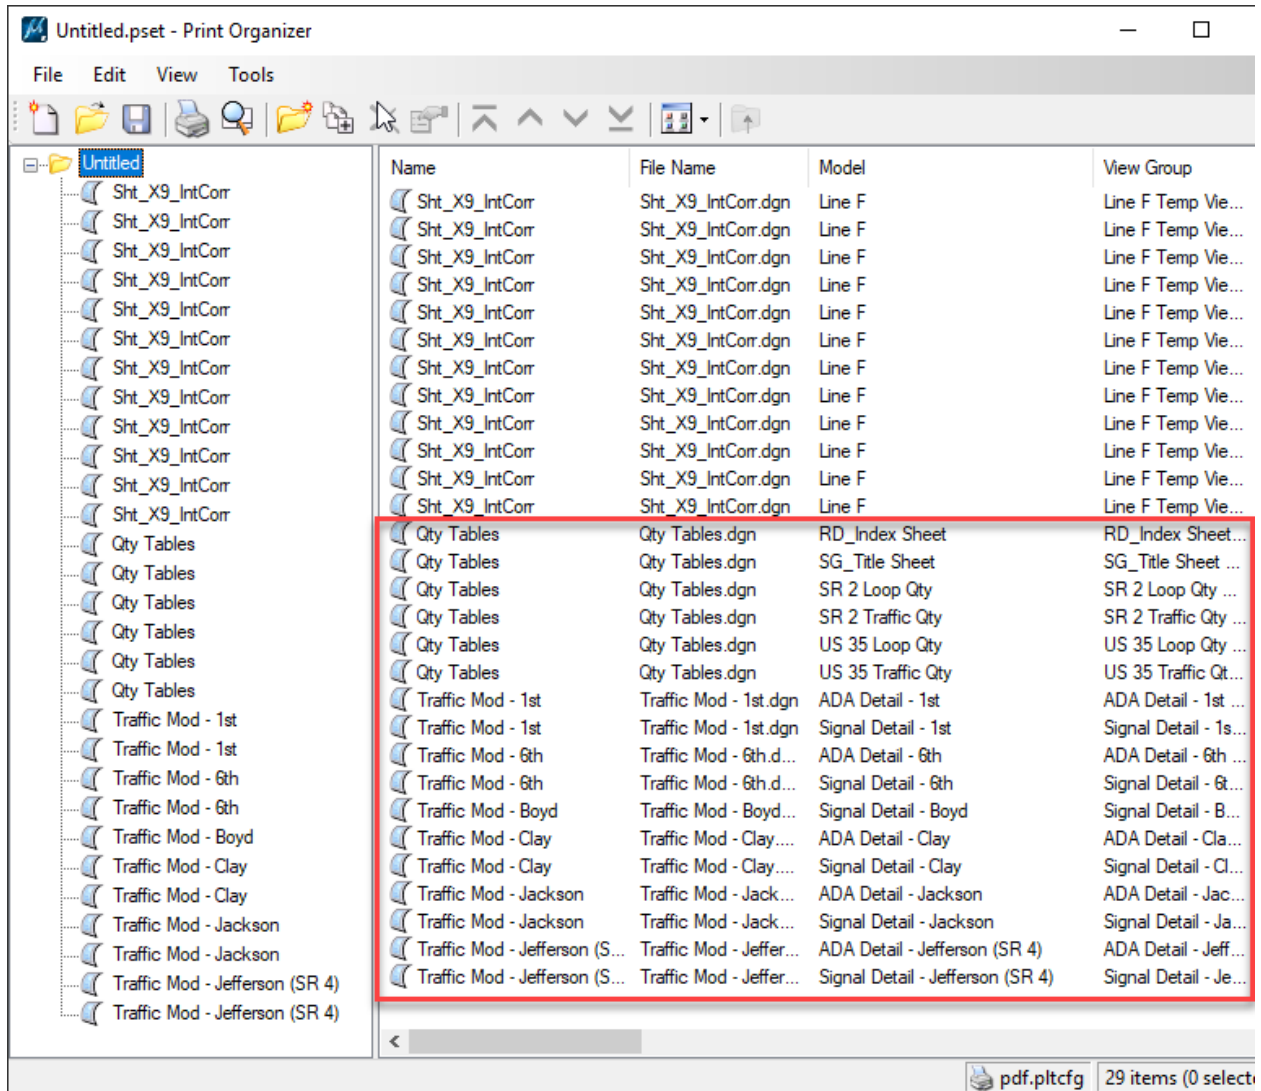 Untitled.pset - Print Organizer
File Edit View Tools
Untitled
Sht_X9_IntCorr
Sht_X9_IntCorr
Sht_X9_IntCorr
Sht_X9_IntCorr
Sht_X9_IntCorr
Sht_X9_IntCorr
Sht_X9_IntCorr
Sht_X9_IntCorr
Sht_X9_IntCorr
Sht_X9_IntCorr
Sht_X9_IntCorr
Sht_X9_IntCorr
Qty Tables
Qty Tables
Qty Tables
Qty Tables
Qty Tables
Qty Tables
Traffic Mod - 1st
Traffic Mod - 1st
Traffic Mod - 6th
Traffic Mod - 6th
Traffic Mod - Boyd
Traffic Mod - Clay
Traffic Mod - Clay
Traffic Mod - Jackson
Traffic Mod - Jackson
Traffic Mod - Jefferson (SR 4)
Traffic Mod - Jefferson (SR 4)
Name File Name Model View Group
Sht_X9_IntCorr Sht_X9_IntCorr.dgn Line F Line F Temp Vie...
Sht_X9_IntCorr Sht_X9_IntCorr.dgn Line F Line F Temp Vie...
Sht_X9_IntCorr Sht_X9_IntCorr.dgn Line F Line F Temp Vie...
Sht_X9_IntCorr Sht_X9_IntCorr.dgn Line F Line F Temp Vie...
Sht_X9_IntCorr Sht_X9_IntCorr.dgn Line F Line F Temp Vie...
Sht_X9_IntCorr Sht_X9_IntCorr.dgn Line F Line F Temp Vie...
Sht_X9_IntCorr Sht_X9_IntCorr.dgn Line F Line F Temp Vie...
Sht_X9_IntCorr Sht_X9_IntCorr.dgn Line F Line F Temp Vie...
Sht_X9_IntCorr Sht_X9_IntCorr.dgn Line F Line F Temp Vie...
Sht_X9_IntCorr Sht_X9_IntCorr.dgn Line F Line F Temp Vie...
Sht_X9_IntCorr Sht_X9_IntCorr.dgn Line F Line F Temp Vie...
Sht_X9_IntCorr Sht_X9_IntCorr.dgn Line F Line F Temp Vie...
Qty Tables Qty Tables.dgn RD_Index Sheet RD_Index Sheet...
Qty Tables Qty Tables.dgn SG_Title Sheet SG_Title Sheet ...
Qty Tables Qty Tables.dgn SR 2 Loop Qty SR 2 Loop Qty ...
Qty Tables Qty Tables.dgn SR 2 Traffic Qty SR 2 Traffic Qty ...
Qty Tables Qty Tables.dgn US 35 Loop Qty US 35 Loop Qty ...
Qty Tables Qty Tables.dgn US 35 Traffic Qty US 35 Traffic Qt...
Traffic Mod - 1st Traffic Mod - 1st.dgn ADA Detail - 1st ADA Detail - 1st ...
Traffic Mod - 1st Traffic Mod - 1st.dgn Signal Detail - 1st Signal Detail - 1s...
Traffic Mod - 6th Traffic Mod - 6th.d... ADA Detail - 6th ADA Detail - 6th ...
Traffic Mod - 6th Traffic Mod - 6th.d... Signal Detail - 6th Signal Detail - 6t...
Traffic Mod - Boyd Traffic Mod - Boyd... Signal Detail - Boyd Signal Detail - B...
Traffic Mod - Clay Traffic Mod - Clay.... ADA Detail - Clay ADA Detail - Cla...
Traffic Mod - Clay Traffic Mod - Clay.... Signal Detail - Clay Signal Detail - Cl...
Traffic Mod - Jackson Traffic Mod - Jack... ADA Detail - Jackson ADA Detail - Jac...
Traffic Mod - Jackson Traffic Mod - Jack... Signal Detail - Jackson Signal Detail - Ja...
Traffic Mod - Jefferson (S... Traffic Mod - Jeffer... ADA Detail - Jefferson (SR 4) ADA Detail - Jeff...
Traffic Mod - Jefferson (S... Traffic Mod - Jeffer... Signal Detail - Jefferson (SR 4) Signal Detail - Je...
pdf.pltcfg 29 items (0 select